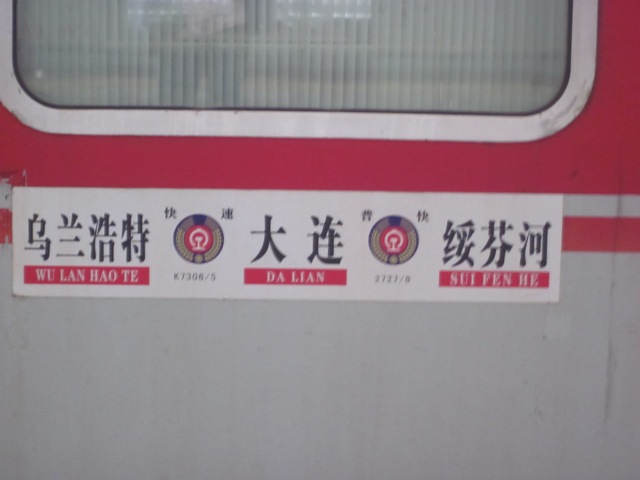 快速 普快
乌兰浩特 大连 绥芬河
WU LAN HAO TE DA LIAN SUI FEN HE
K7306/5 2727/8